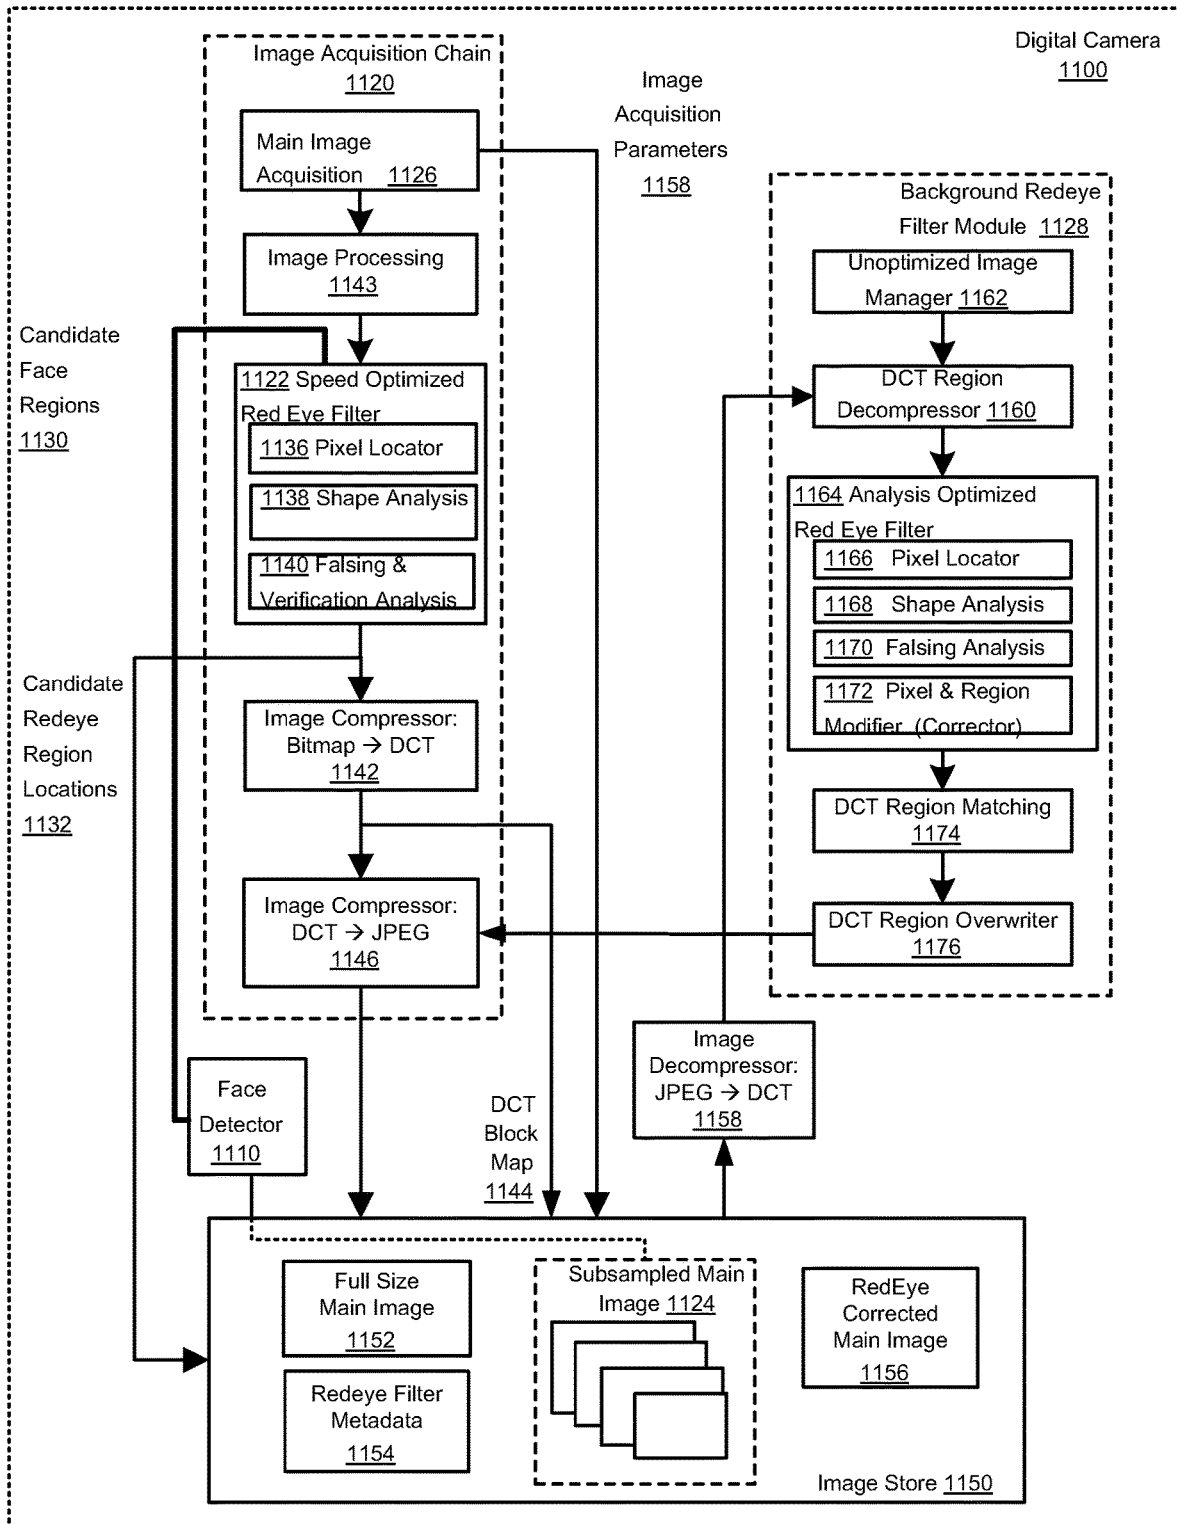 Digital Camera
1100
Image Acquisition Chain
1120
Main Image
Acquisition 1126
Image Processing
1143
1122 Speed Optimized
Red Eye Filter
1136 Pixel Locator
1138 Shape Analysis
1140 Falsing &
Verification Analysis
Image Compressor:
Bitmap → DCT
1142
Image Compressor:
DCT → JPEG
1146
Candidate
Face
Regions
1130
Candidate
Redeye
Region
Locations
1132
Image
Acquisition
Parameters
1158
Background Redeye
Filter Module 1128
Unoptimized Image
Manager 1162
DCT Region
Decompressor 1160
1164 Analysis Optimized
Red Eye Filter
1166 Pixel Locator
1168 Shape Analysis
1170 Falsing Analysis
1172 Pixel & Region
Modifier (Corrector)
DCT Region Matching
1174
DCT Region Overwriter
1176
Face
Detector
1110
DCT
Block
Map
1144
Image
Decompressor:
JPEG → DCT
1158
Full Size
Main Image
1152
Redeye Filter
Metadata
1154
Subsampled Main
Image 1124
RedEye
Corrected
Main Image
1156
Image Store 1150